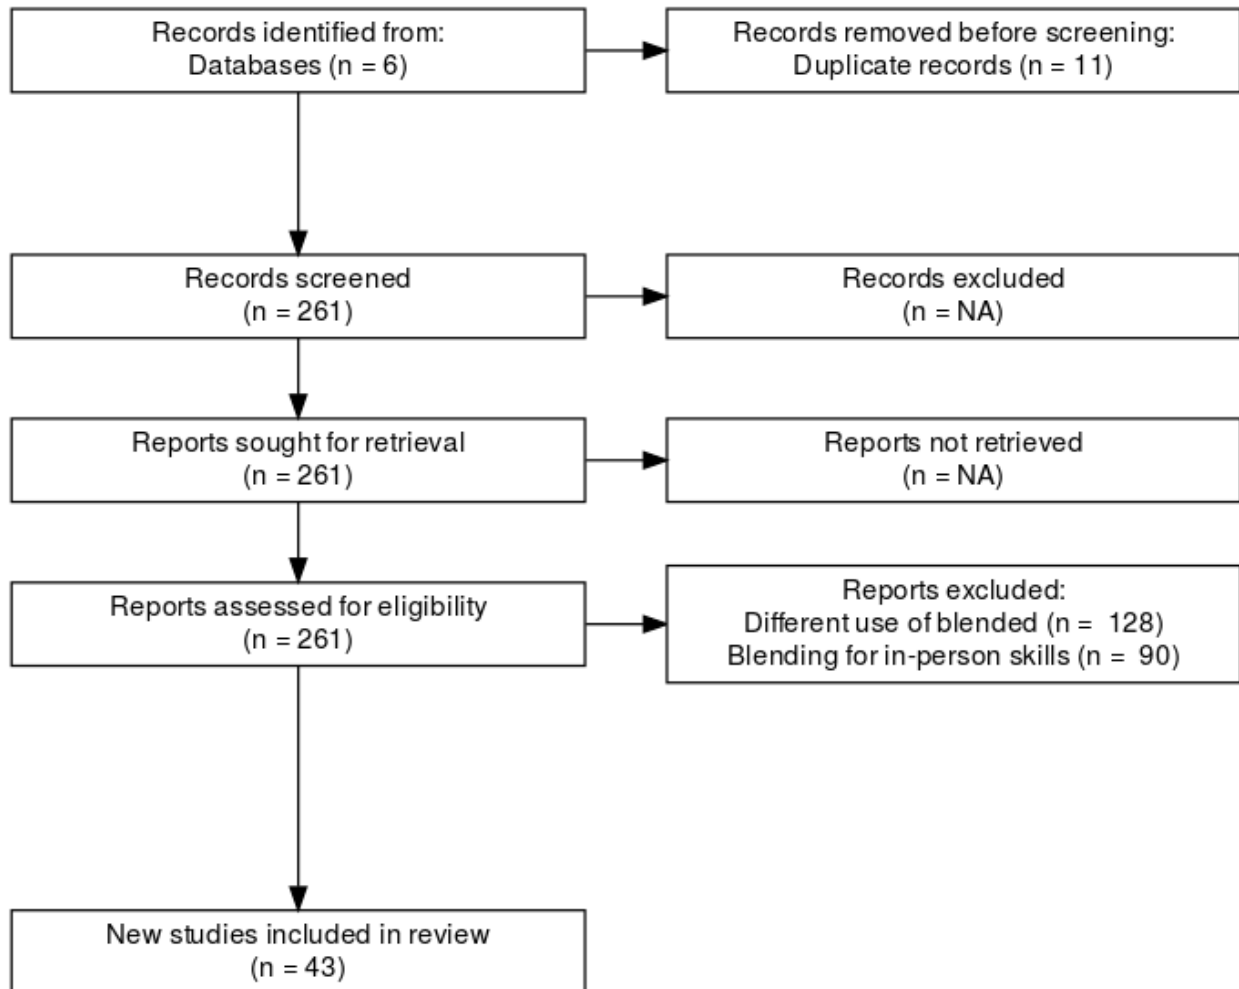 Records identified from:
Databases (n = 6)
Records removed before screening:
Duplicate records (n = 11)
Records screened
(n = 261)
Records excluded
(n = NA)
Reports sought for retrieval
(n = 261)
Reports not retrieved
(n = NA)
Reports assessed for eligibility
(n = 261)
Reports excluded:
Different use of blended (n = 128)
Blending for in-person skills (n = 90)
New studies included in review
(n = 43)